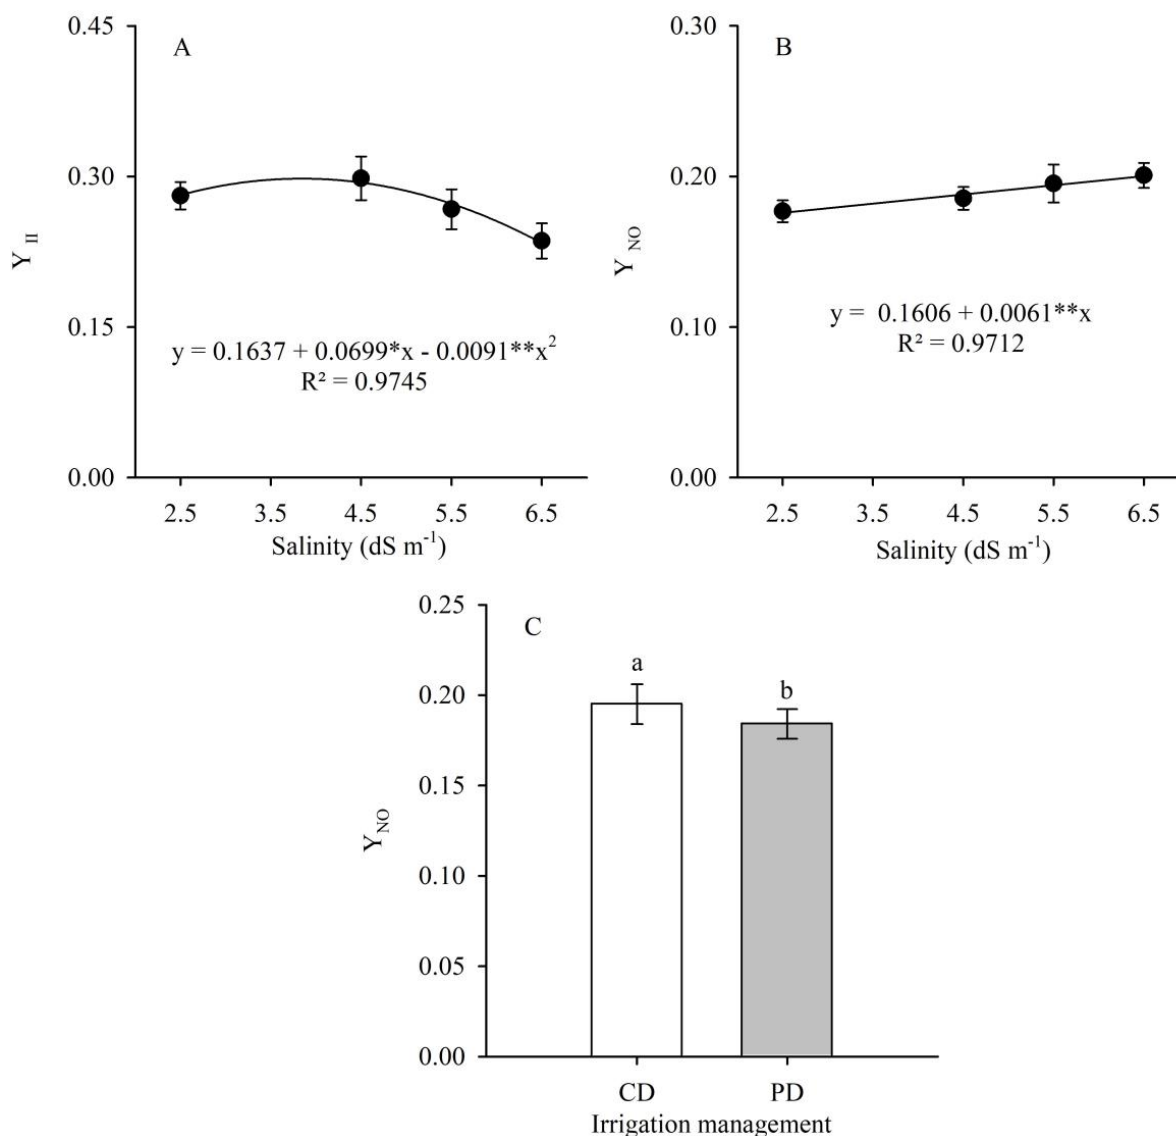 A
0.45
0.30
0.15
0.00
Y II
y = 0.1637 + 0.0699*x - 0.0091**x²
R² = 0.9745
2.5 3.5 4.5 5.5 6.5
Salinity (dS m⁻¹)
B
0.30
0.20
0.10
0.00
Y NO
y = 0.1606 + 0.0061**x
R² = 0.9712
2.5 3.5 4.5 5.5 6.5
Salinity (dS m⁻¹)
C
0.25
0.20
0.15
0.10
0.05
0.00
Y NO
a
b
CD PD
Irrigation management